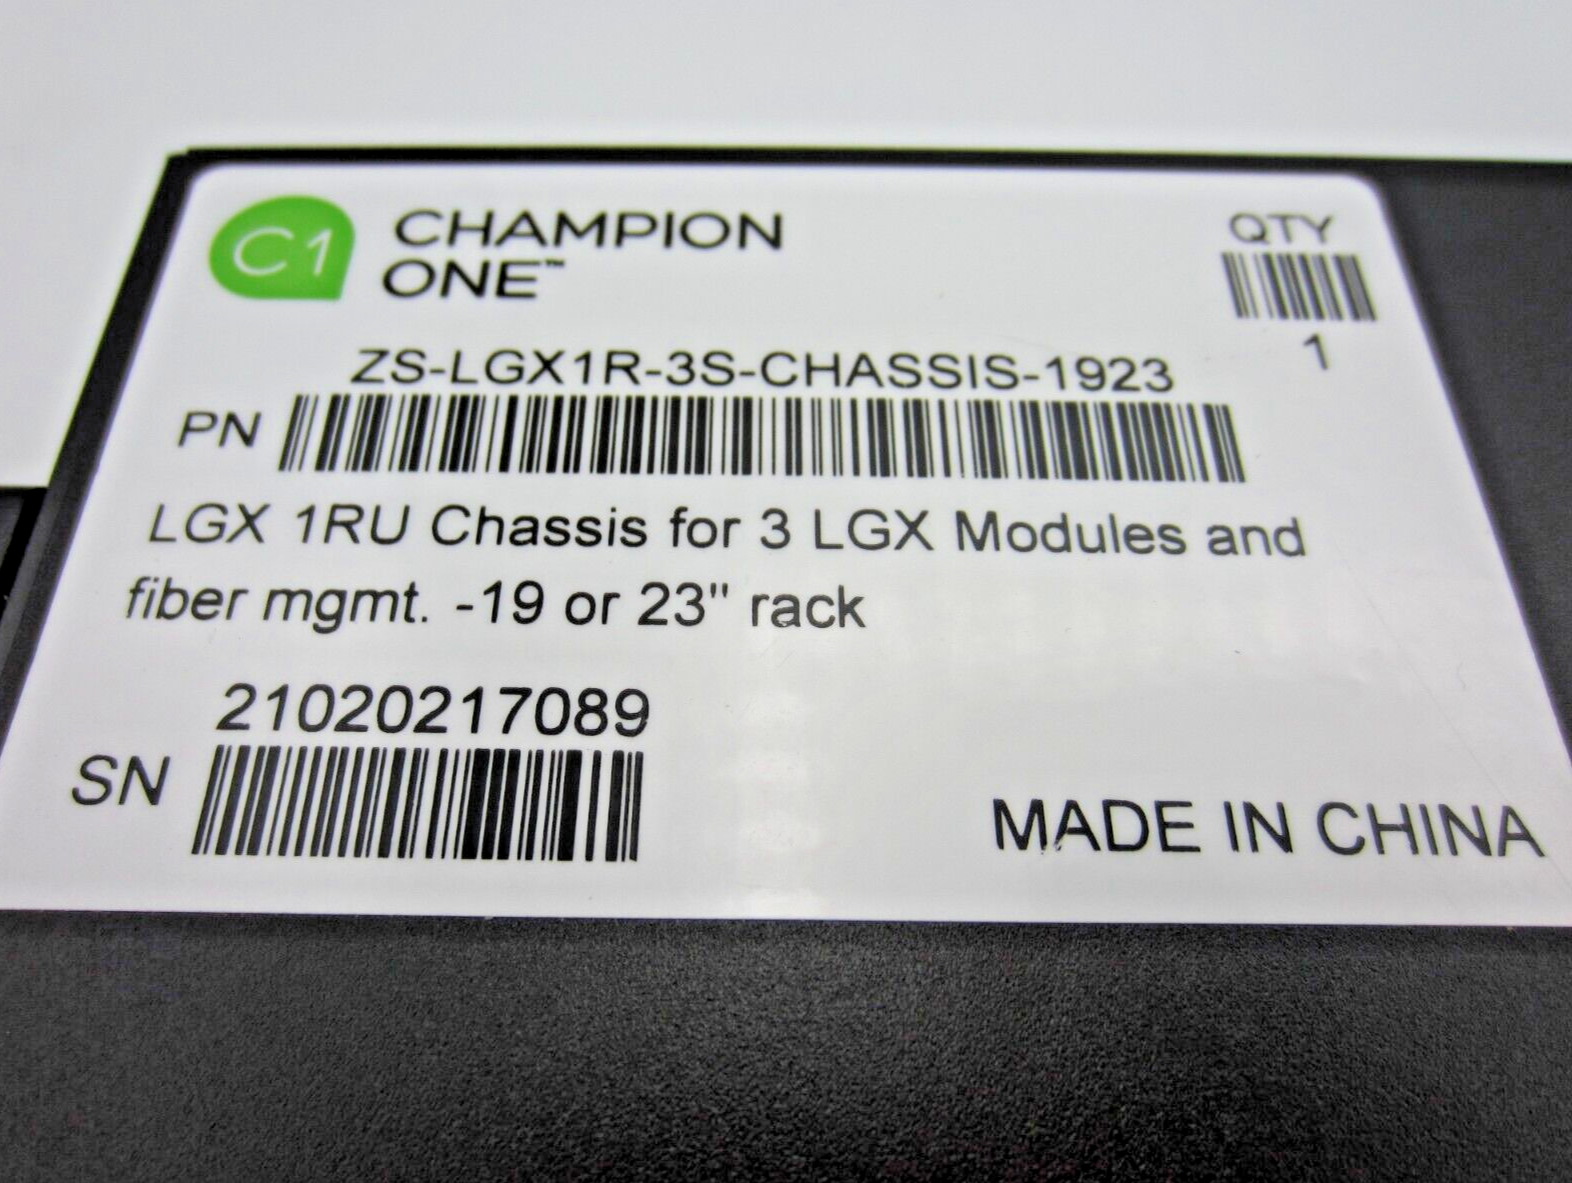 C1 CHAMPION
ONE™
QTY
1
ZS-LGX1R-3S-CHASSIS-1923
PN
LGX 1RU Chassis for 3 LGX Modules and
fiber mgmt. -19 or 23" rack
21020217089
SN
MADE IN CHINA